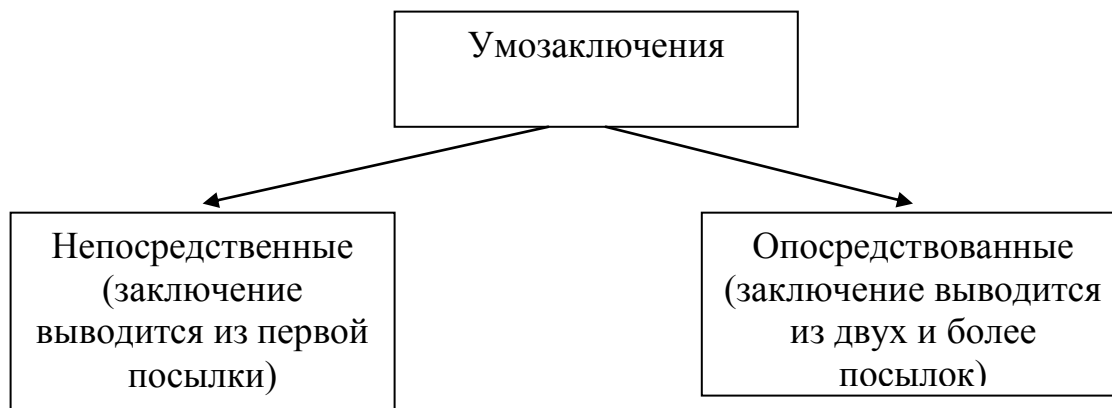 Умозаключения
Непосредственные
(заключение
выводится из первой
посылки)
Опосредствованные
(заключение выводится
из двух и более
посылок)